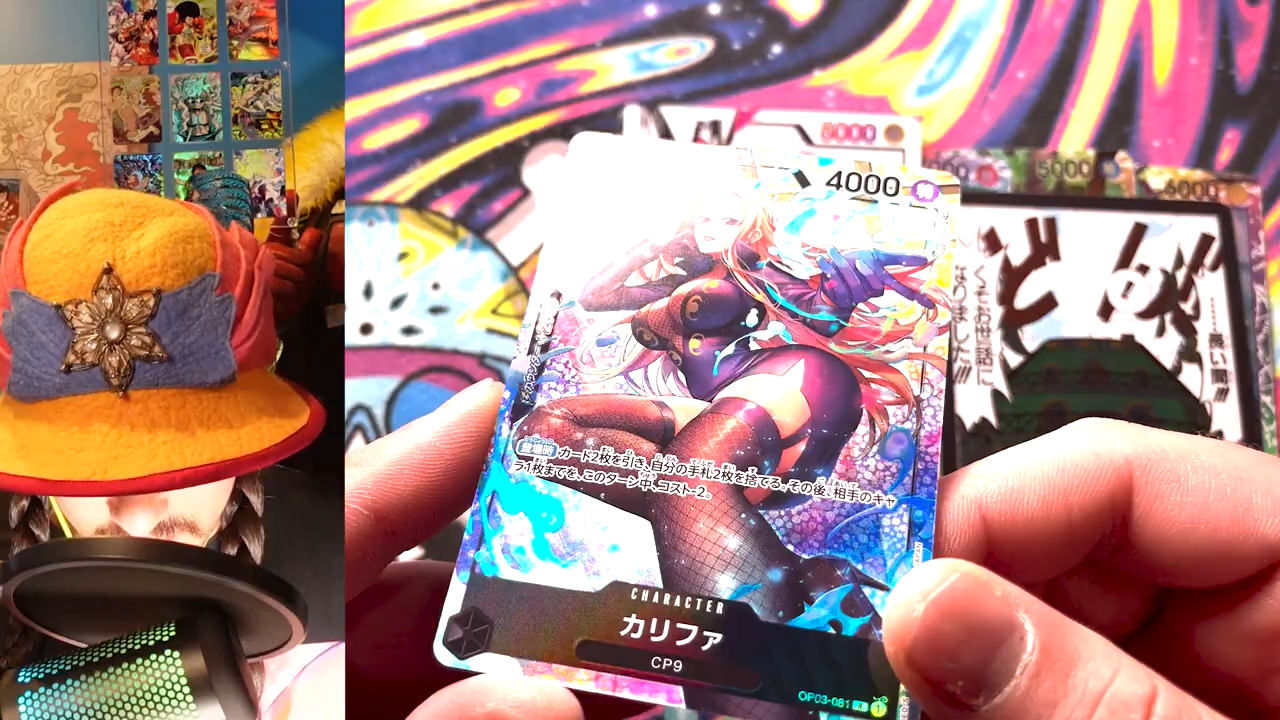 6000
4000
5000
6000
くそお世話に
なりました!!!
長い間!!!
登場時 カード2枚を引き、自分の手札2枚を捨てる。その後、相手のキャ
ラ1枚までを、このターン中、コスト-2。
CHARACTER
カリファ
CP9
OP03-081
1